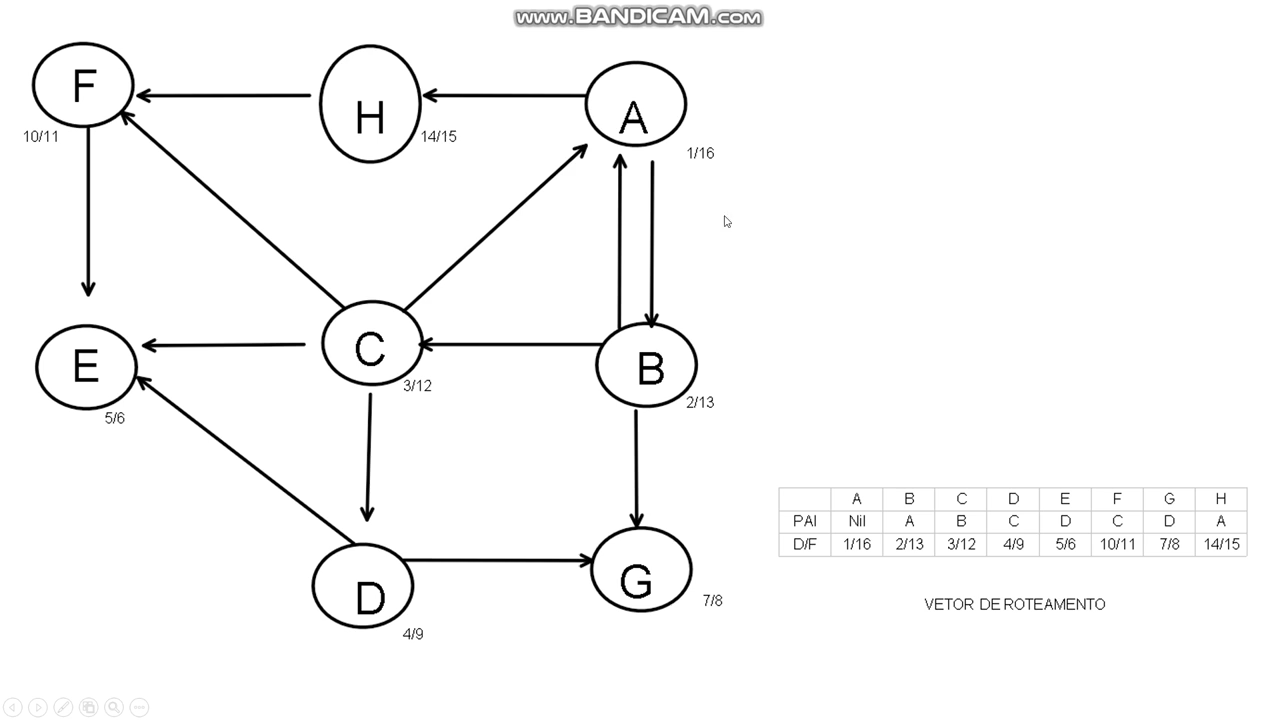 www.BANDICAM.com
F
H
A
10/11
14/15
1/16
E
C
B
5/6
3/12
2/13
D
G
4/9
7/8
A B C D E F G H
PAI Nil A B C D C D A
D/F 1/16 2/13 3/12 4/9 5/6 10/11 7/8 14/15
VETOR DE ROTEAMENTO